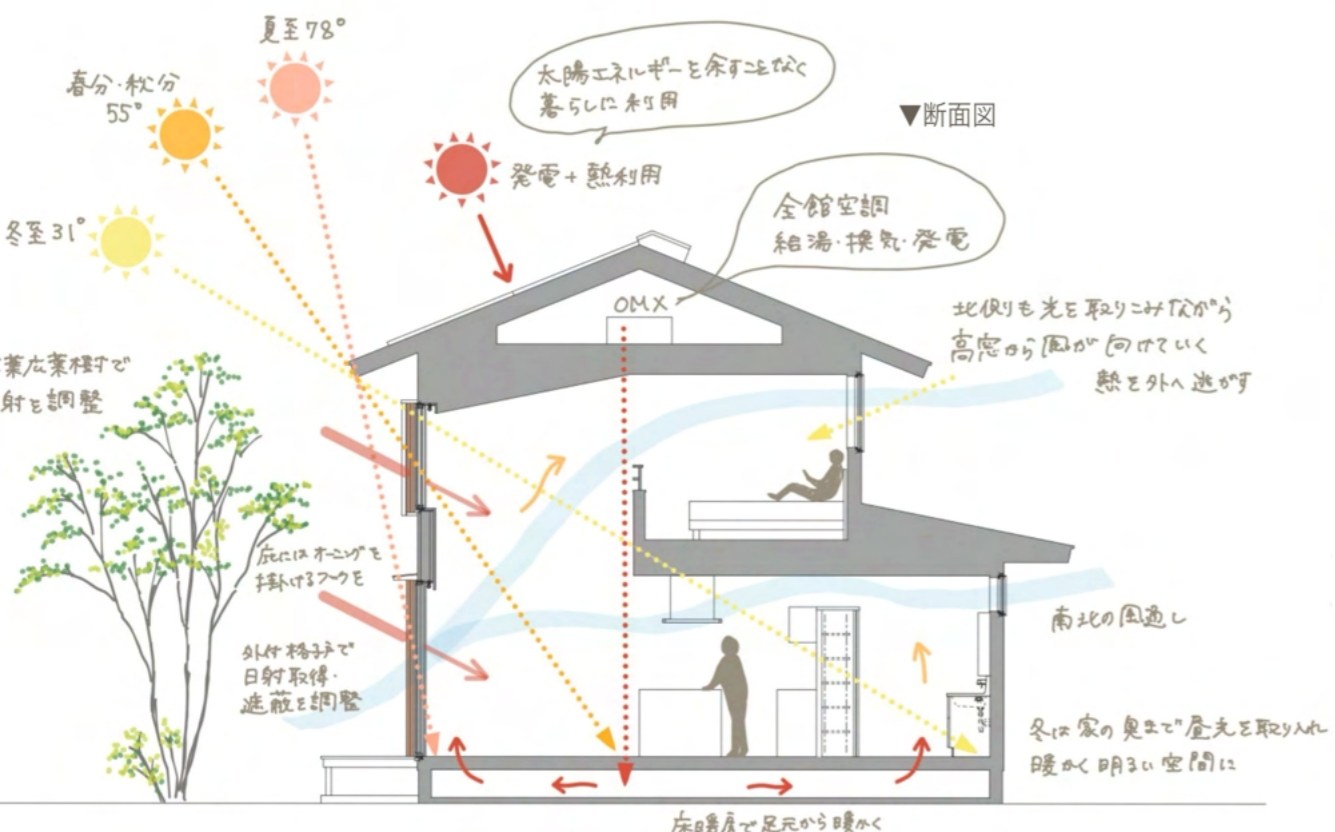 夏至78°
春分・秋分
55°
冬至31°
太陽エネルギーを余すことなく
暮らしに利用
▼断面図
発電+熱利用
全館空調
給湯・換気・発電
OMX
北側も光を取りこみながら
高窓から風が向けていく
熱を外へ逃がす
葉広葉樹で
射を調整
庇にはオーニングを
掛けるフックを
外付格子戸で
日射取得・
遮蔽を調整
南北の風通し
冬は家の奥まで昼光を取り入れ
暖かく明るい空間に
床暖房で足元から暖かく